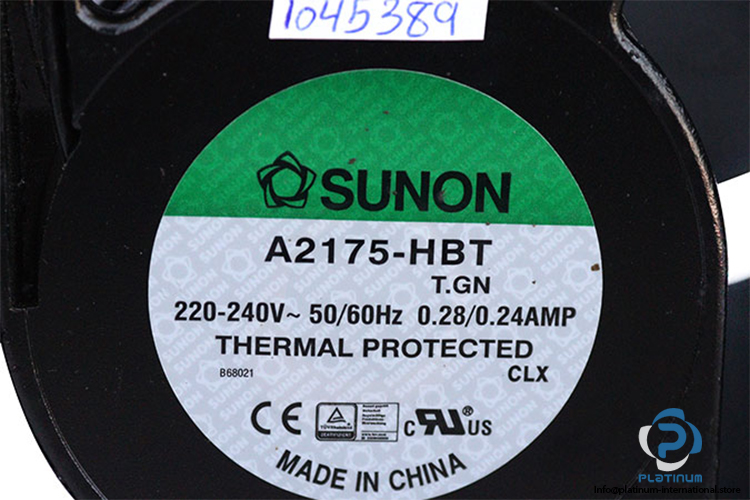 1045389
SUNON
A2175-HBT
T.GN
220-240V~ 50/60Hz 0.28/0.24AMP
THERMAL PROTECTED
B68021
CLX
CE
c RU US
MADE IN CHINA
PLATINUM
info@platinum-international.store